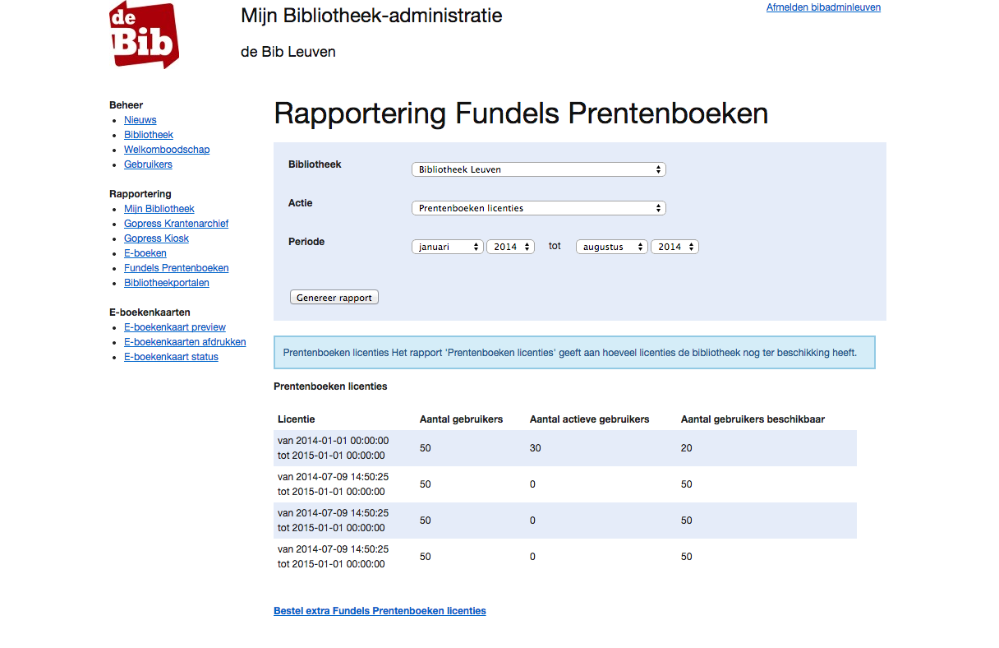 de
Bib
Mijn Bibliotheek-administratie
de Bib Leuven
Afmelden bibadminleuven
Beheer
Nieuws
Bibliotheek
Welkomboodschap
Gebruikers
Rapportering
Mijn Bibliotheek
Gopress Krantenarchief
Gopress Kiosk
E-boeken
Fundels Prentenboeken
Bibliotheekportalen
E-boekenkaarten
E-boekenkaart preview
E-boekenkaarten afdrukken
E-boekenkaart status
Rapportering Fundels Prentenboeken
Bibliotheek Bibliotheek Leuven
Actie Prentenboeken licenties
Periode januari 2014 tot augustus 2014
Genereer rapport
Prentenboeken licenties Het rapport 'Prentenboeken licenties' geeft aan hoeveel licenties de bibliotheek nog ter beschikking heeft.
Prentenboeken licenties
Licentie Aantal gebruikers Aantal actieve gebruikers Aantal gebruikers beschikbaar
van 2014-01-01 00:00:00
tot 2015-01-01 00:00:00
50 30 20
van 2014-07-09 14:50:25
tot 2015-01-01 00:00:00
50 0 50
van 2014-07-09 14:50:25
tot 2015-01-01 00:00:00
50 0 50
van 2014-07-09 14:50:25
tot 2015-01-01 00:00:00
50 0 50
Bestel extra Fundels Prentenboeken licenties